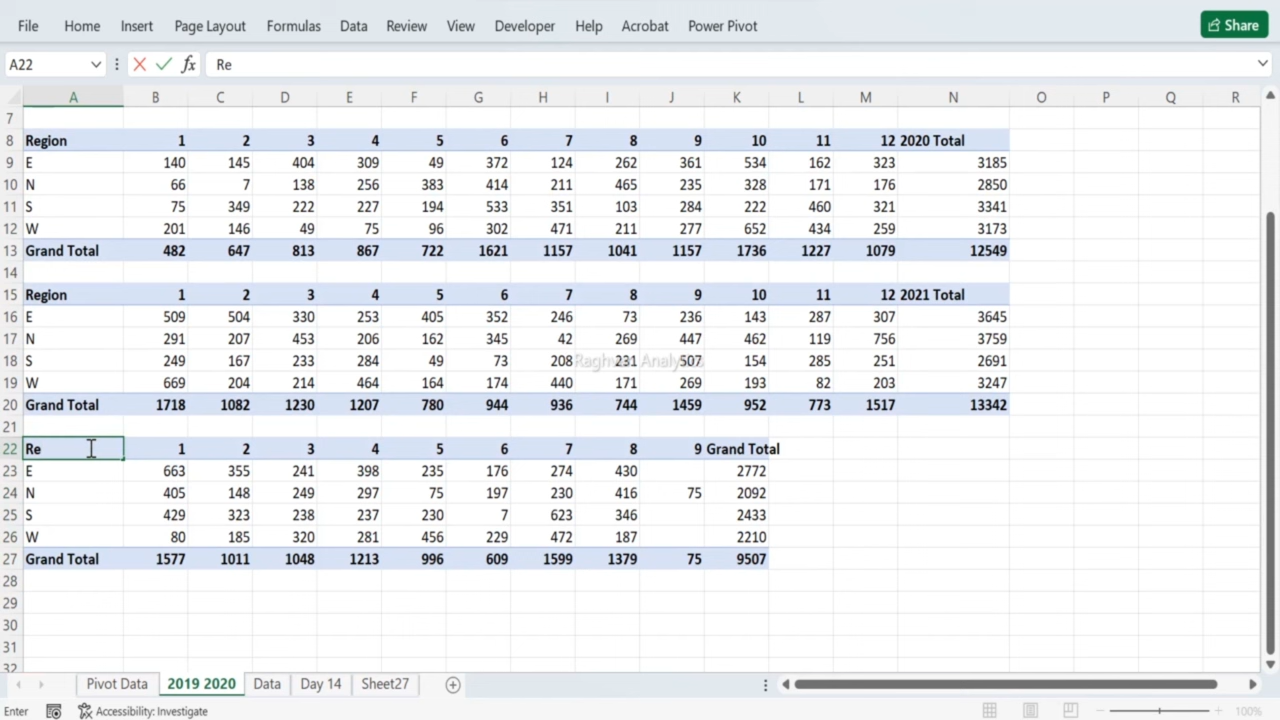 File Home Insert Page Layout Formulas Data Review View Developer Help Acrobat Power Pivot Share
A22 fx Re
A B C D E F G H I J K L M N O P Q R
7
8 Region 1 2 3 4 5 6 7 8 9 10 11 12 2020 Total
9 E 140 145 404 309 49 372 124 262 361 534 162 323 3185
10 N 66 7 138 256 383 414 211 465 235 328 171 176 2850
11 S 75 349 222 227 194 533 351 103 284 222 460 321 3341
12 W 201 146 49 75 96 302 471 211 277 652 434 259 3173
13 Grand Total 482 647 813 867 722 1621 1157 1041 1157 1736 1227 1079 12549
14
15 Region 1 2 3 4 5 6 7 8 9 10 11 12 2021 Total
16 E 509 504 330 253 405 352 246 73 236 143 287 307 3645
17 N 291 207 453 206 162 345 42 269 447 462 119 756 3759
18 S 249 167 233 284 49 73 208 231 507 154 285 251 2691
19 W 669 204 214 464 164 174 440 171 269 193 82 203 3247
20 Grand Total 1718 1082 1230 1207 780 944 936 744 1459 952 773 1517 13342
21
22 Re 1 2 3 4 5 6 7 8 9 Grand Total
23 E 663 355 241 398 235 176 274 430 2772
24 N 405 148 249 297 75 197 230 416 75 2092
25 S 429 323 238 237 230 7 623 346 2433
26 W 80 185 320 281 456 229 472 187 2210
27 Grand Total 1577 1011 1048 1213 996 609 1599 1379 75 9507
28
29
30
31
32
Pivot Data 2019 2020 Data Day 14 Sheet27
Enter Accessibility: Investigate 100%